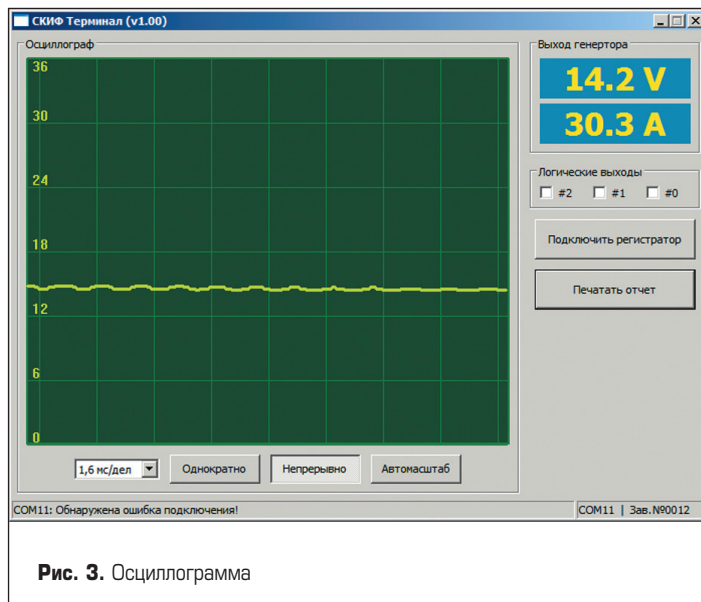 СКИФ Терминал (v1.00)
Осциллограф
36
30
24
18
12
6
0
1,6 мс/дел
Однократно
Непрерывно
Автомасштаб
Выход генертора
14.2 V
30.3 A
Логические выходы
#2 #1 #0
Подключить регистратор
Печатать отчет
COM11: Обнаружена ошибка подключения!
COM11 | Зав.№0012
Рис. 3. Осциллограмма